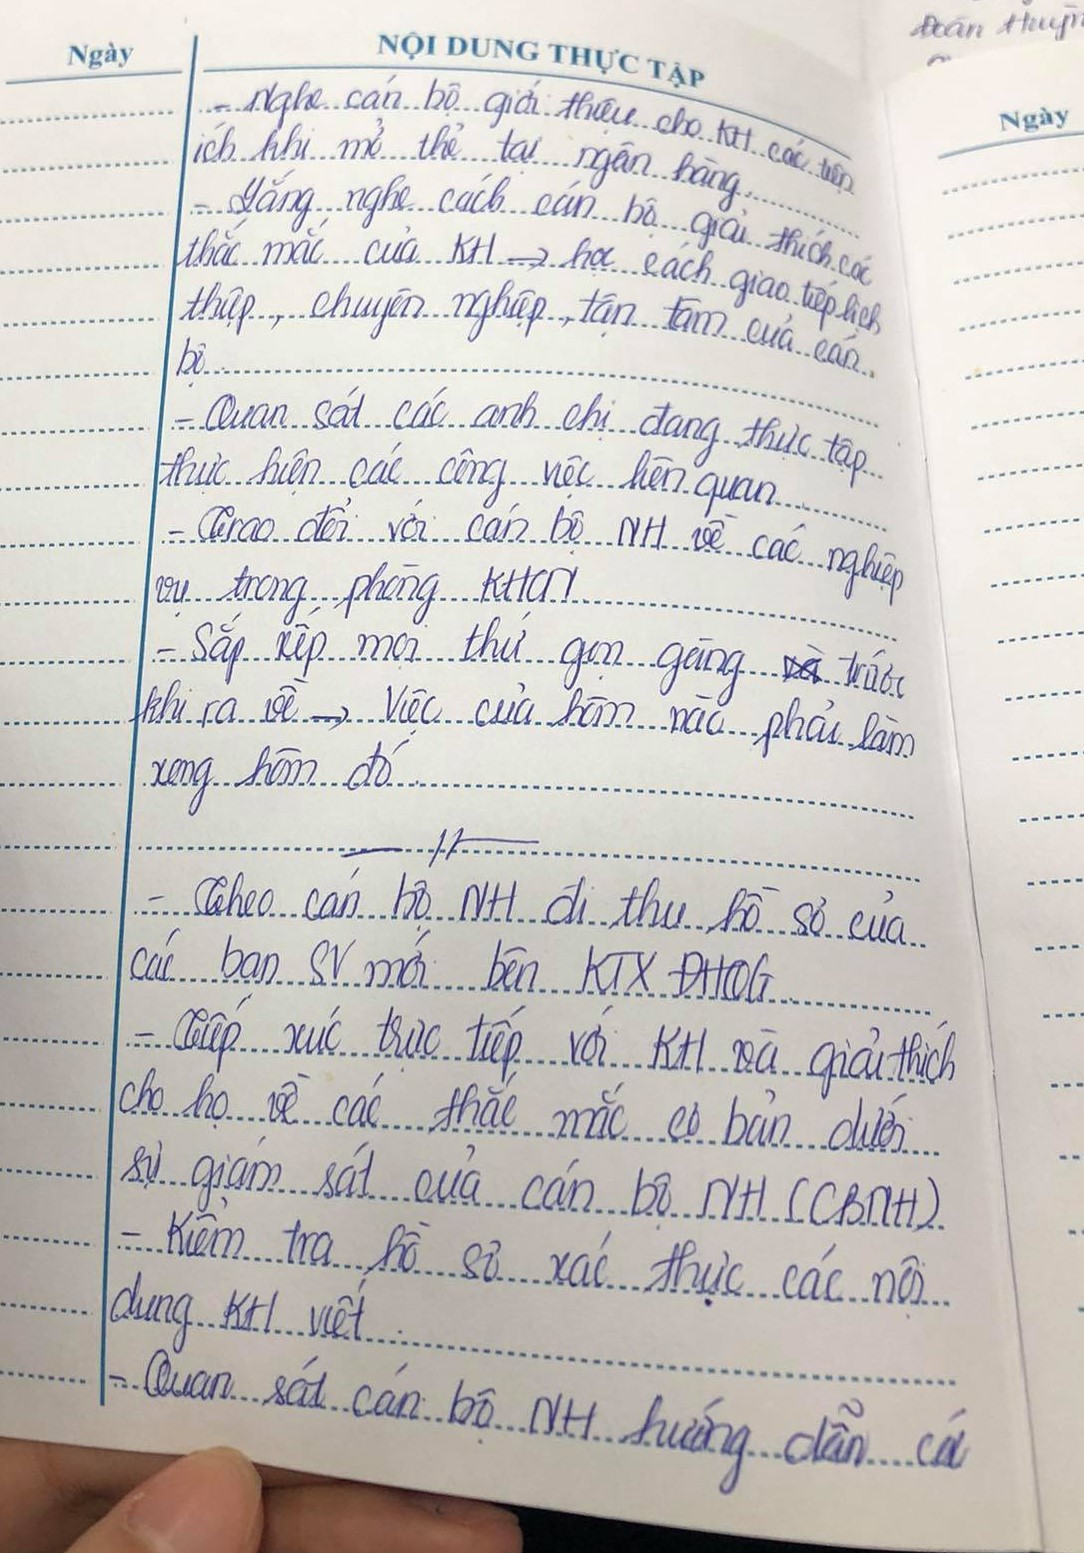 Ngày
NỘI DUNG THỰC TẬP
- Nghe cán bộ giới thiệu cho KH các tiện
ích khi mở thẻ tại ngân hàng.
- Lắng nghe cách cán bộ giải thích các
thắc mắc của KH → học cách giao tiếp lịch
thiệp, chuyên nghiệp, tận tâm của cán
bộ.
- Quan sát các anh chị đang thực tập
thực hiện các công việc liên quan.
- Trao đổi với cán bộ NH về các nghiệp
vụ trong phòng KHCN
- Sắp xếp mọi thứ gọn gàng trước
khi ra về → Việc của hôm nào phải làm
xong hôm đó.
- Theo cán bộ NH đi thu hồ sơ của
các bạn SV mới bên KTX ĐHQG.
- Tiếp xúc trực tiếp với KH và giải thích
cho họ về các thắc mắc cơ bản dưới
sự giám sát của cán bộ NH (CBNH)
- Kiểm tra hồ sơ xác thực các nội
dung KH viết.
- Quan sát cán bộ NH hướng dẫn cá
Đoàn
Ngày